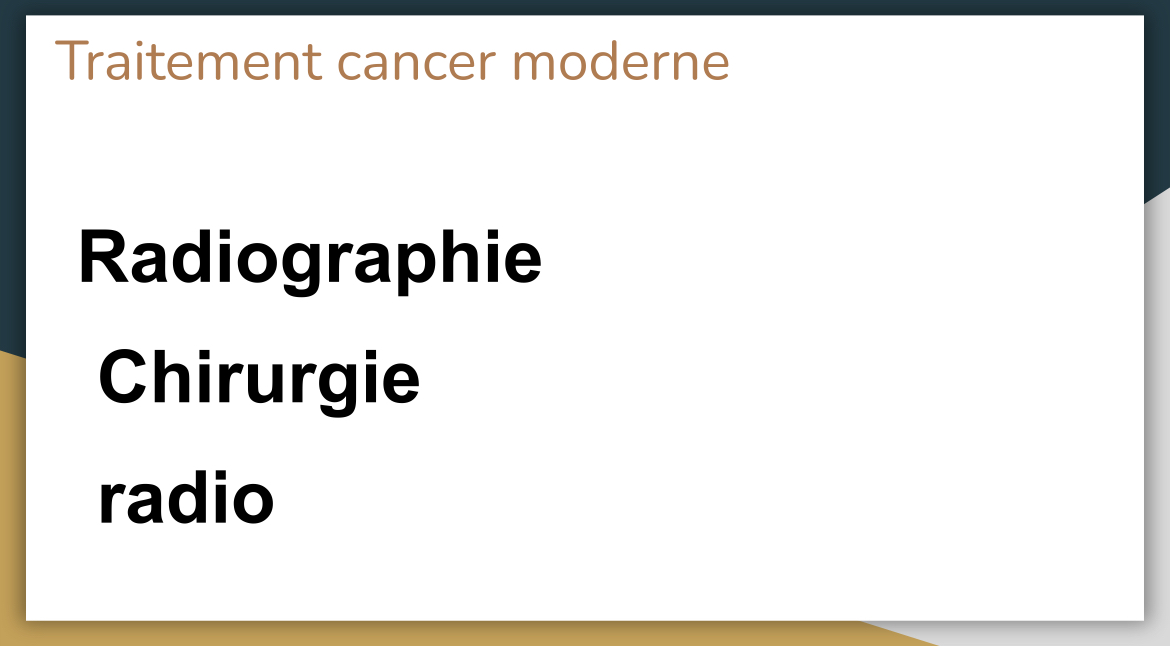 Traitement cancer moderne
Radiographie
Chirurgie
radio